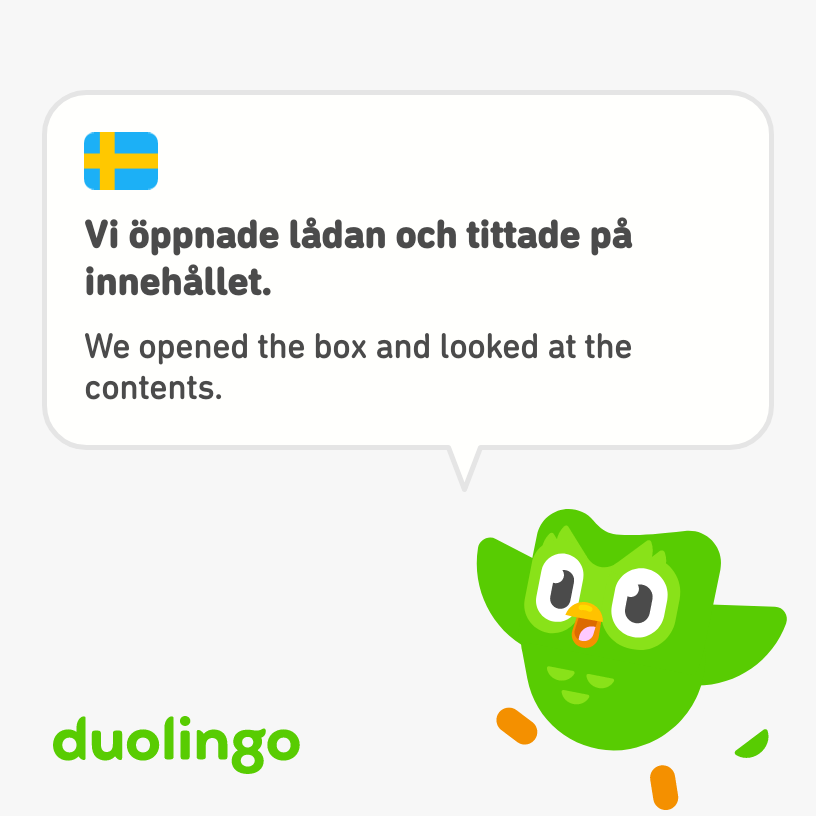 Vi öppnade lådan och tittade på
innehållet.
We opened the box and looked at the
contents.
duolingo